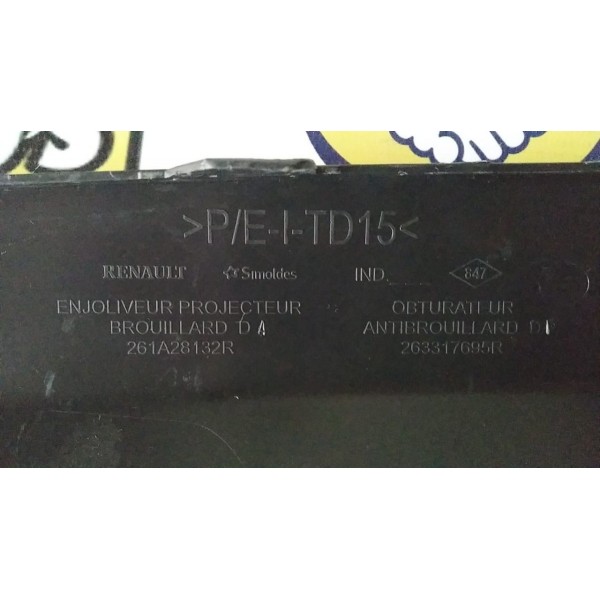 >P/E-I-TD15<
RENAULT Simoldes IND. 847
ENJOLIVEUR PROJECTEUR
BROUILLARD D A
261A28132R
OBTURATEUR
ANTIBROUILLARD D
263317695R